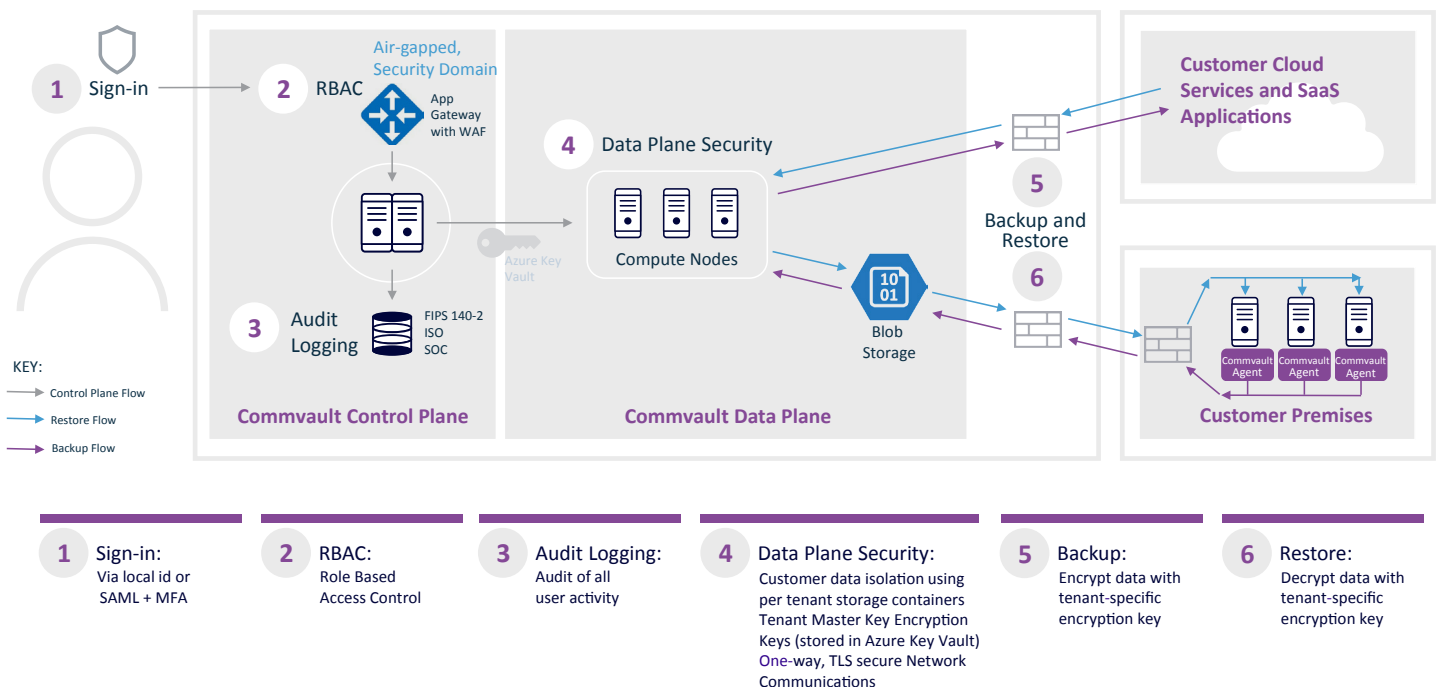 1
Sign-in
2
RBAC
Air-gapped,
Security Domain
App
Gateway
with WAF
3
Audit
Logging
FIPS 140-2
ISO
SOC
Commvault Control Plane
Azure Key
Vault
4
Data Plane Security
Compute Nodes
10
01
Blob
Storage
Commvault Data Plane
5
Backup and
Restore
6
Customer Cloud
Services and SaaS
Applications
Commvault
Agent
Commvault
Agent
Commvault
Agent
Customer Premises
KEY:
Control Plane Flow
Restore Flow
Backup Flow
1
Sign-in:
Via local id or
SAML + MFA
2
RBAC:
Role Based
Access Control
3
Audit Logging:
Audit of all
user activity
4
Data Plane Security:
Customer data isolation using
per tenant storage containers
Tenant Master Key Encryption
Keys (stored in Azure Key Vault)
One-way, TLS secure Network
Communications
5
Backup:
Encrypt data with
tenant-specific
encryption key
6
Restore:
Decrypt data with
tenant-specific
encryption key